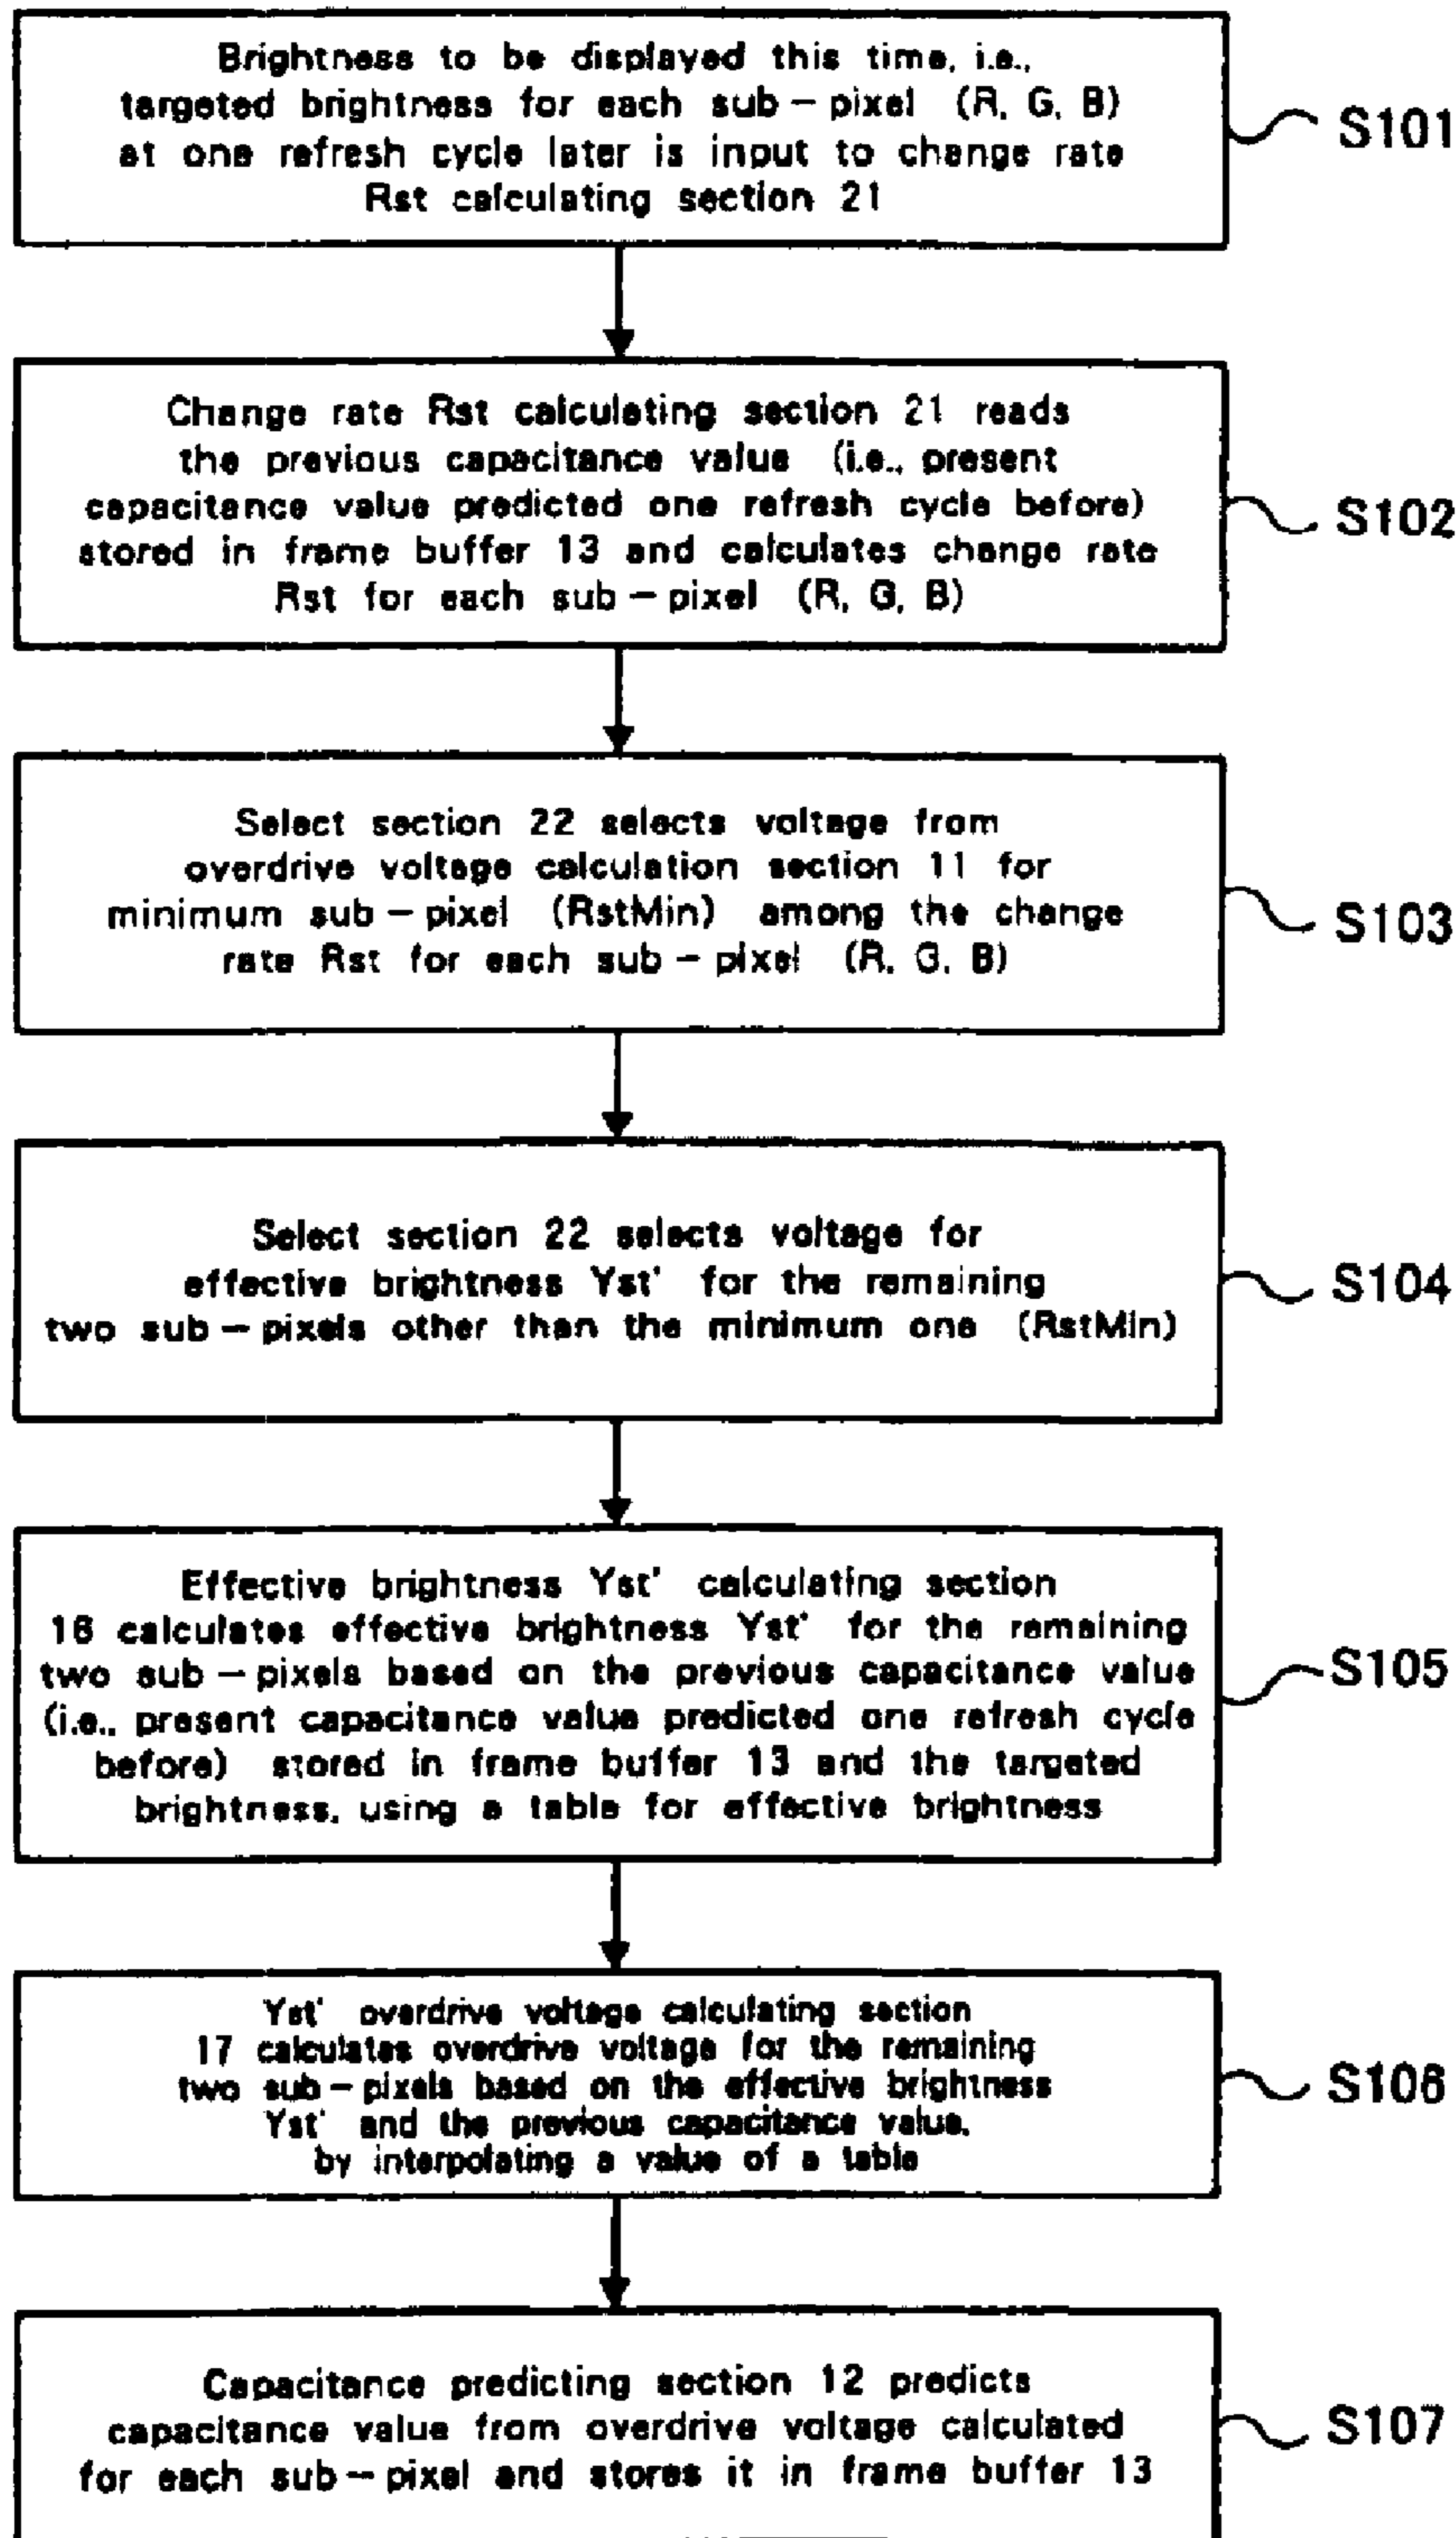 Brightness to be displayed this time, i.e.,
targeted brightness for each sub-pixel (R, G, B)
at one refresh cycle later is input to change rate
Rst calculating section 21
S101
Change rate Rst calculating section 21 reads
the previous capacitance value (i.e., present
capacitance value predicted one refresh cycle before)
stored in frame buffer 13 and calculates change rate
Rst for each sub-pixel (R, G, B)
S102
Select section 22 selects voltage from
overdrive voltage calculation section 11 for
minimum sub-pixel (RstMin) among the change
rate Rst for each sub-pixel (R, G, B)
S103
Select section 22 selects voltage for
effective brightness Yst' for the remaining
two sub-pixels other than the minimum one (RstMin)
S104
Effective brightness Yst' calculating section
16 calculates effective brightness Yst' for the remaining
two sub-pixels based on the previous capacitance value
(i.e., present capacitance value predicted one refresh cycle
before) stored in frame buffer 13 and the targeted
brightness, using a table for effective brightness
S105
Yst' overdrive voltage calculating section
17 calculates overdrive voltage for the remaining
two sub-pixels based on the effective brightness
Yst' and the previous capacitance value,
by interpolating a value of a table
S106
Capacitance predicting section 12 predicts
capacitance value from overdrive voltage calculated
for each sub-pixel and stores it in frame buffer 13
S107